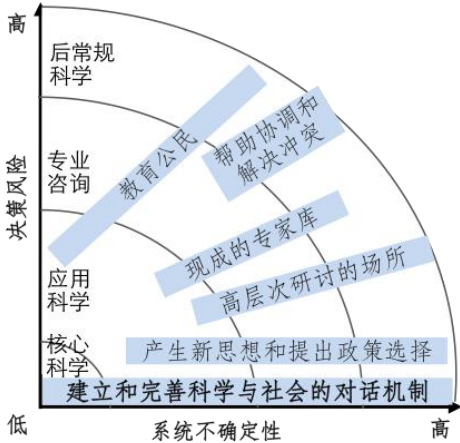 高
后常规
科学
教育公民
帮助协调和
解决冲突
专业
咨询
决策风险
现成的专家库
高层次研讨的场所
应用
科学
核心
科学
产生新思想和提出政策选择
建立和完善科学与社会的对话机制
低
系统不确定性
高